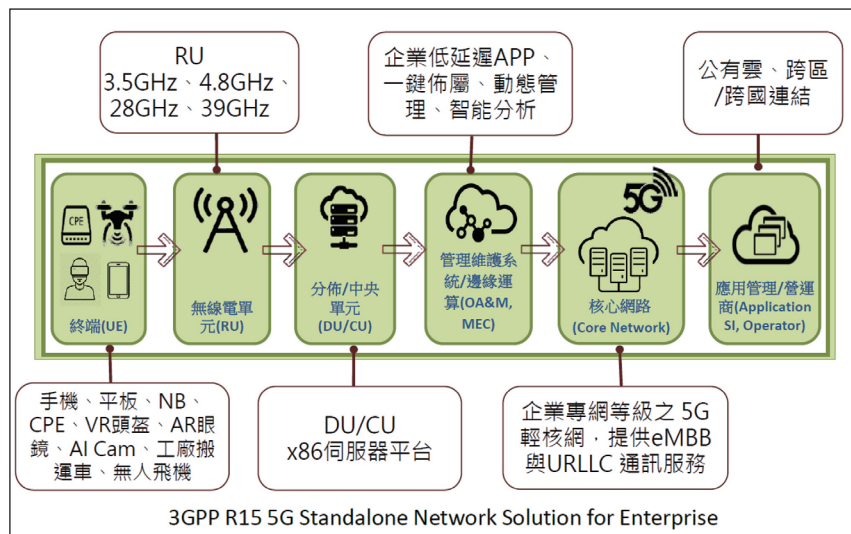 RU
3.5GHz、4.8GHz、
28GHz、39GHz
企業低延遲APP、
一鍵佈屬、動態管
理、智能分析
公有雲、跨區
/跨國連結
CPE
終端(UE)
無線電單
元(RU)
分佈/中央
單元
(DU/CU)
管理維護系
統/邊緣運
算(OA&M,
MEC)
5G
核心網路
(Core Network)
應用管理/營運
商(Application
SI, Operator)
手機、平板、NB、
CPE、VR頭盔、AR眼
鏡、AI Cam、工廠搬
運車、無人飛機
DU/CU
x86伺服器平台
企業專網等級之 5G
輕核網，提供eMBB
與URLLC 通訊服務
3GPP R15 5G Standalone Network Solution for Enterprise